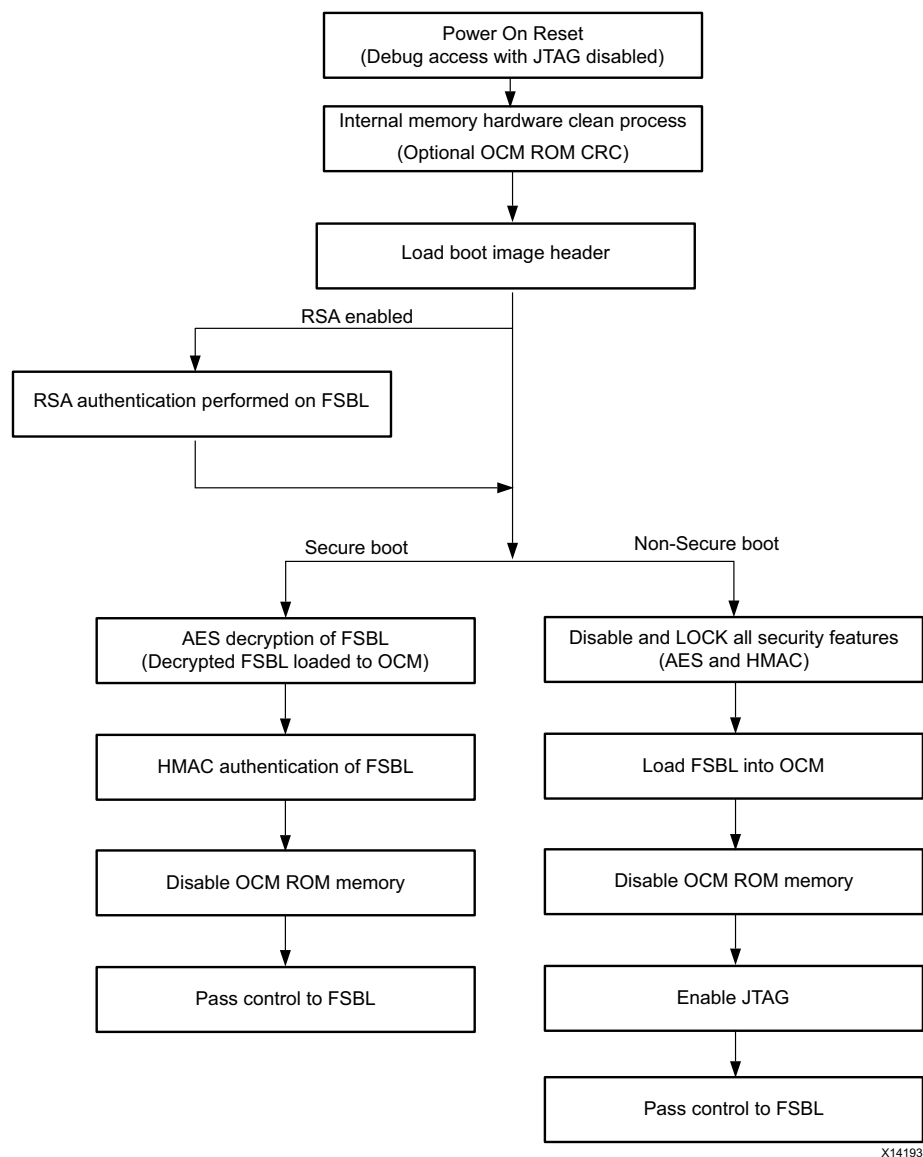 Power On Reset
(Debug access with JTAG disabled)
Internal memory hardware clean process
(Optional OCM ROM CRC)
Load boot image header
RSA enabled
RSA authentication performed on FSBL
Secure boot
Non-Secure boot
AES decryption of FSBL
(Decrypted FSBL loaded to OCM)
Disable and LOCK all security features
(AES and HMAC)
HMAC authentication of FSBL
Load FSBL into OCM
Disable OCM ROM memory
Disable OCM ROM memory
Pass control to FSBL
Enable JTAG
Pass control to FSBL
X14193